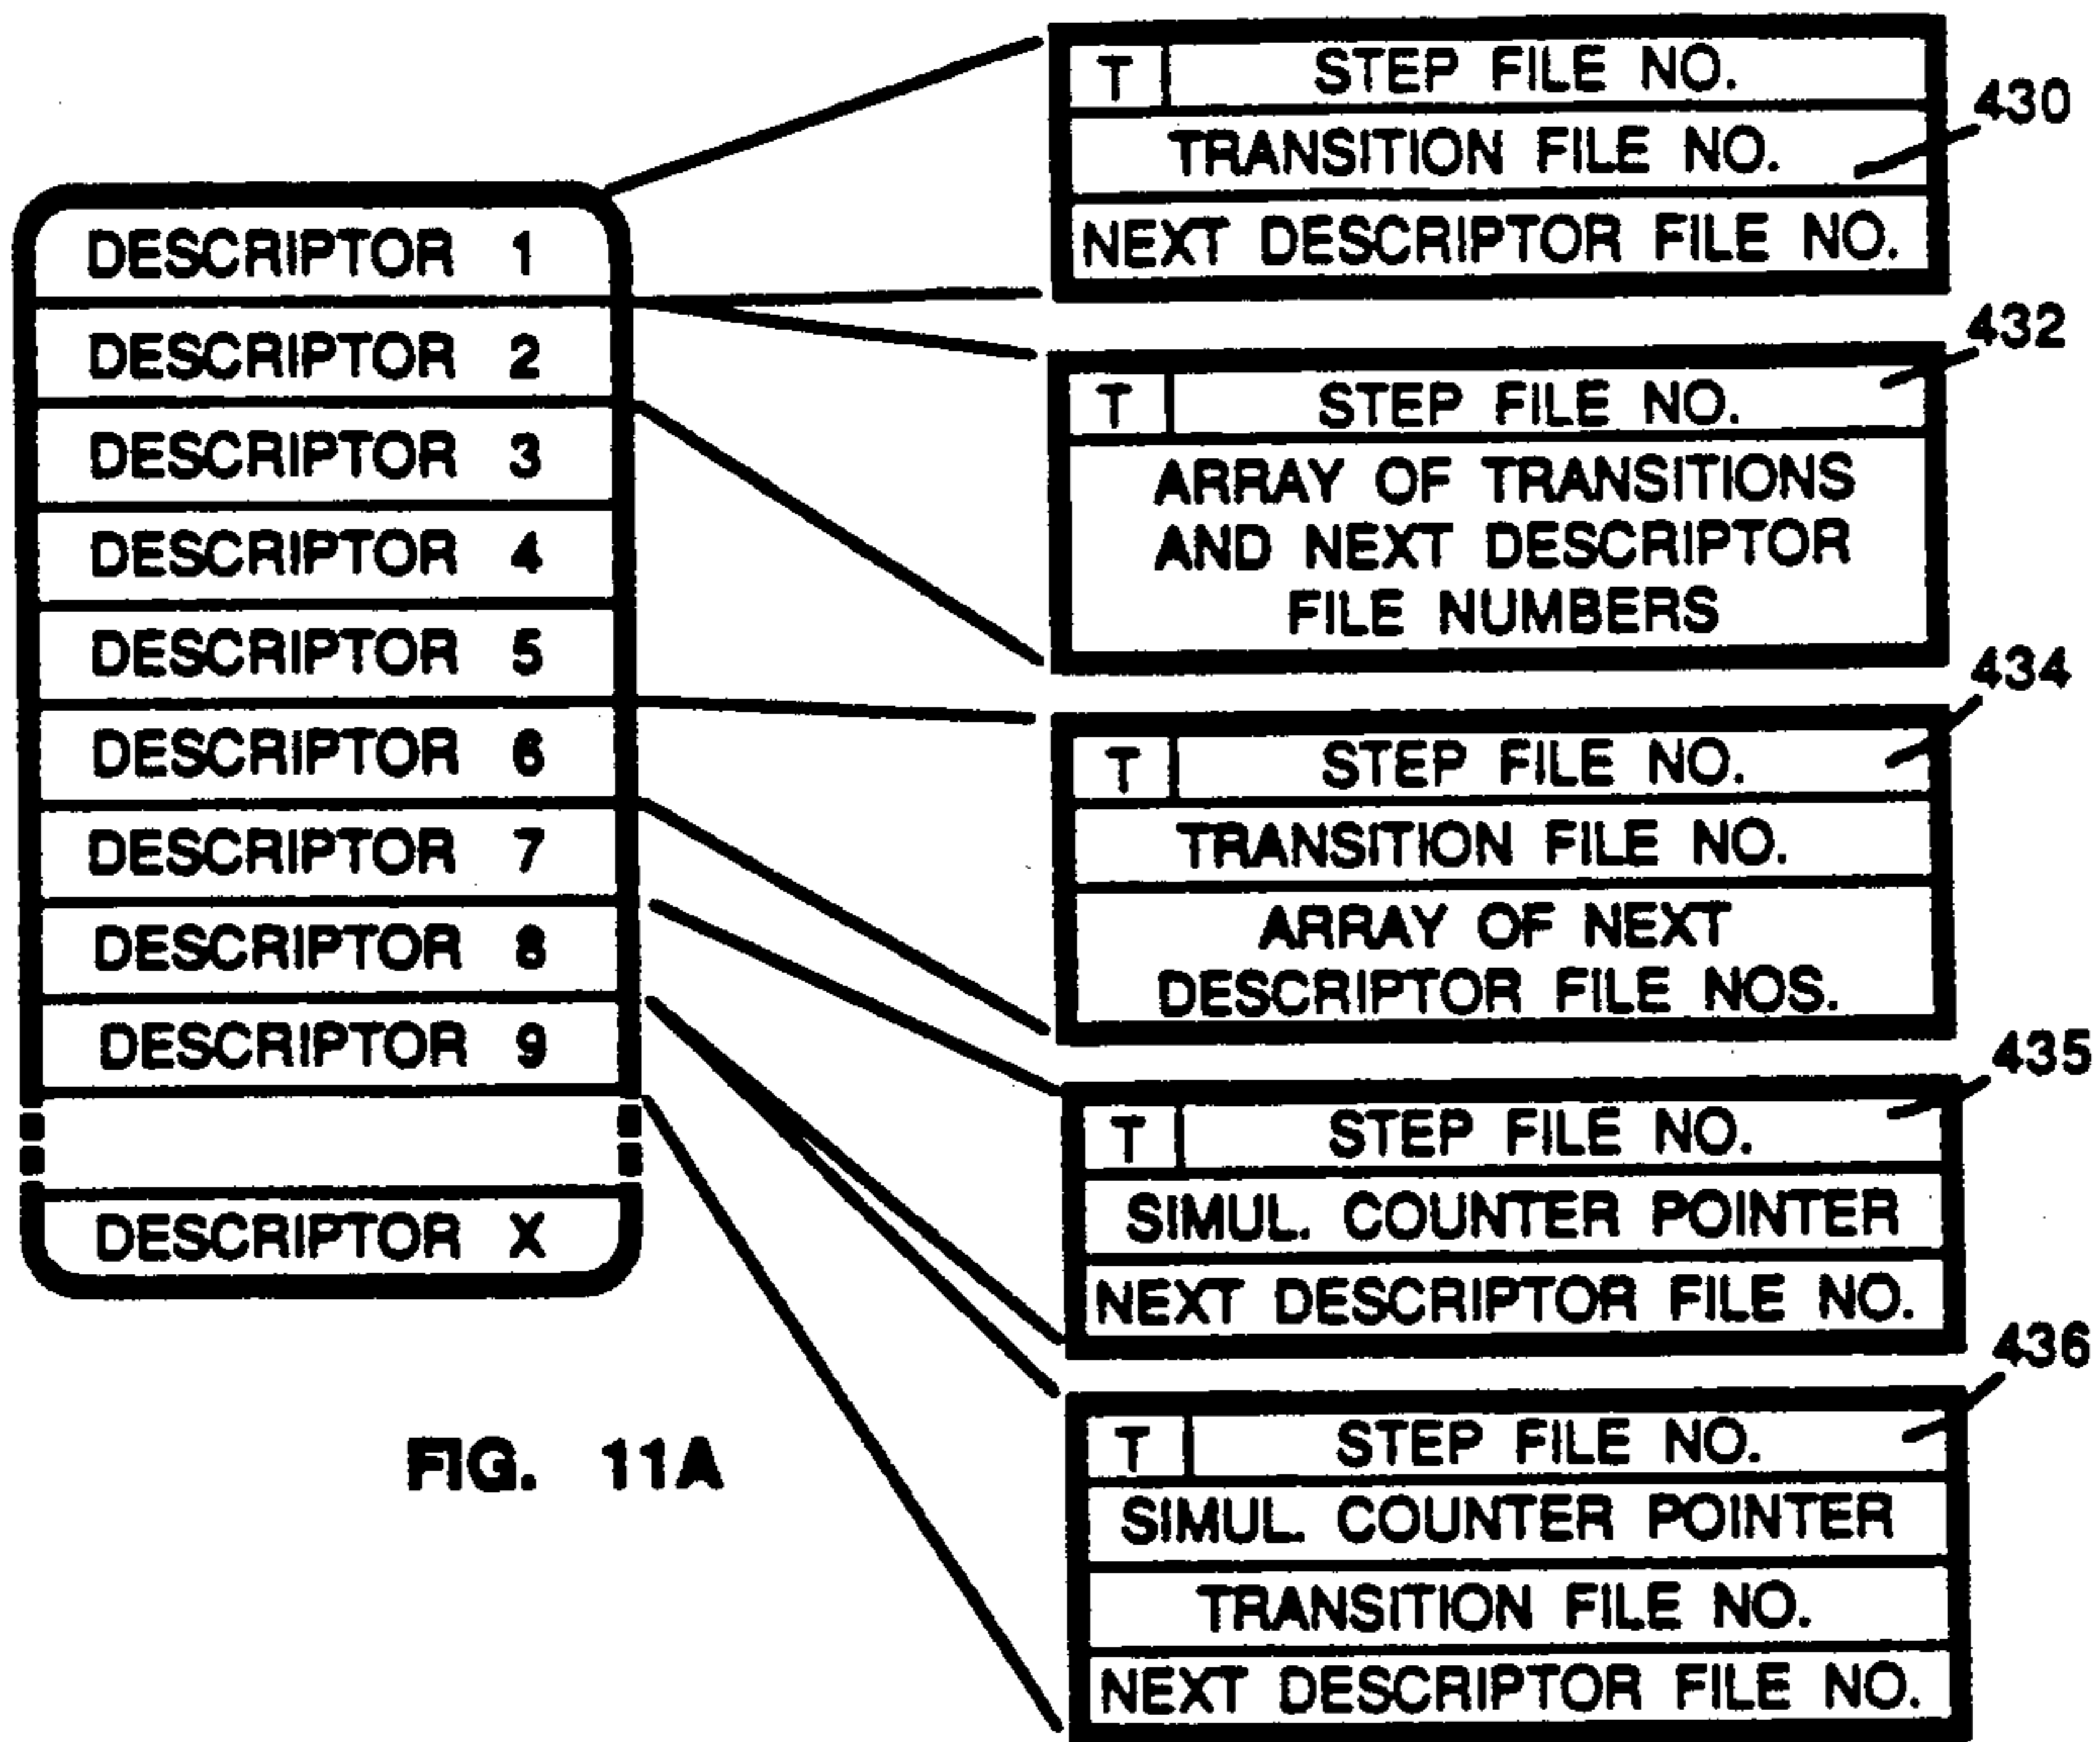 DESCRIPTOR 1
DESCRIPTOR 2
DESCRIPTOR 3
DESCRIPTOR 4
DESCRIPTOR 5
DESCRIPTOR 6
DESCRIPTOR 7
DESCRIPTOR 8
DESCRIPTOR 9
DESCRIPTOR X
T STEP FILE NO.
430
TRANSITION FILE NO.
NEXT DESCRIPTOR FILE NO.
432
T STEP FILE NO.
ARRAY OF TRANSITIONS
AND NEXT DESCRIPTOR
FILE NUMBERS
434
T STEP FILE NO.
TRANSITION FILE NO.
ARRAY OF NEXT
DESCRIPTOR FILE NOS.
435
T STEP FILE NO.
SIMUL. COUNTER POINTER
NEXT DESCRIPTOR FILE NO.
436
T STEP FILE NO.
SIMUL. COUNTER POINTER
TRANSITION FILE NO.
NEXT DESCRIPTOR FILE NO.
FIG. 11A